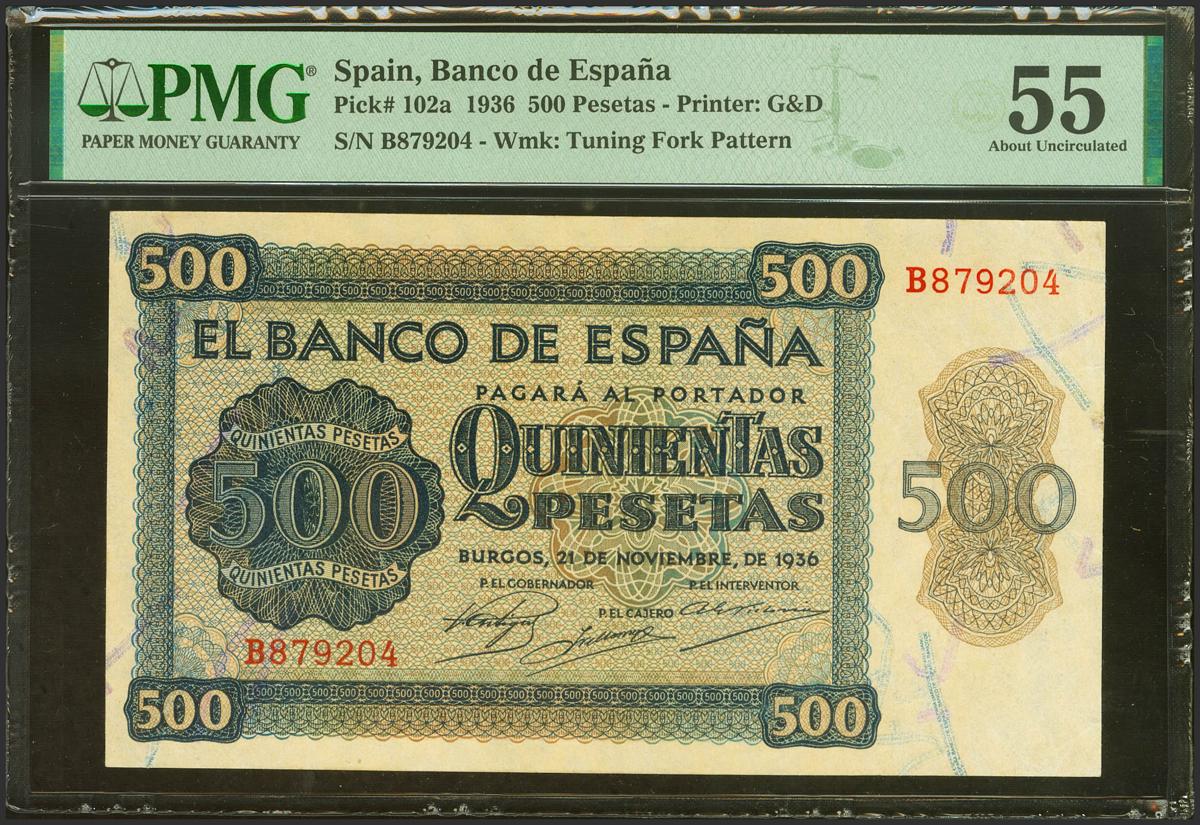 PMG®
PAPER MONEY GUARANTY
Spain, Banco de España
Pick# 102a 1936 500 Pesetas - Printer: G&D
S/N B879204 - Wmk: Tuning Fork Pattern
55
About Uncirculated
500
500
B879204
EL BANCO DE ESPAÑA
PAGARÁ AL PORTADOR
QUINIENTAS
PESETAS
QUINIENTAS PESETAS
500
QUINIENTAS PESETAS
500
BURGOS, 21 DE NOVIEMBRE, DE 1936
P. EL GOBERNADOR
P. EL INTERVENTOR
P. EL CAJERO
B879204
500
500